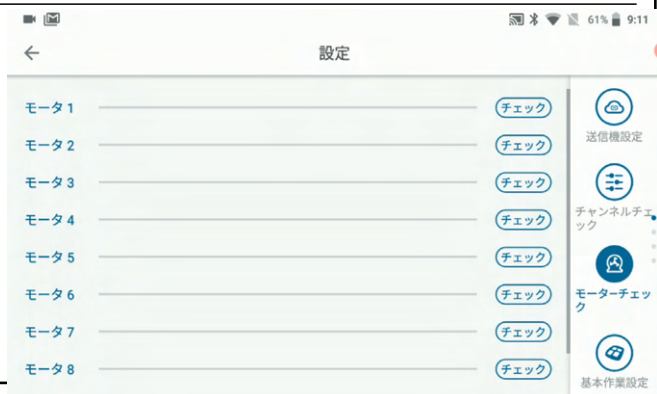 61% 9:11
設定
モータ 1 チェック
モータ 2 チェック
モータ 3 チェック
モータ 4 チェック
モータ 5 チェック
モータ 6 チェック
モータ 7 チェック
モータ 8 チェック
送信機設定
チャンネルチェ
ック
モーターチェッ
ク
基本作業設定